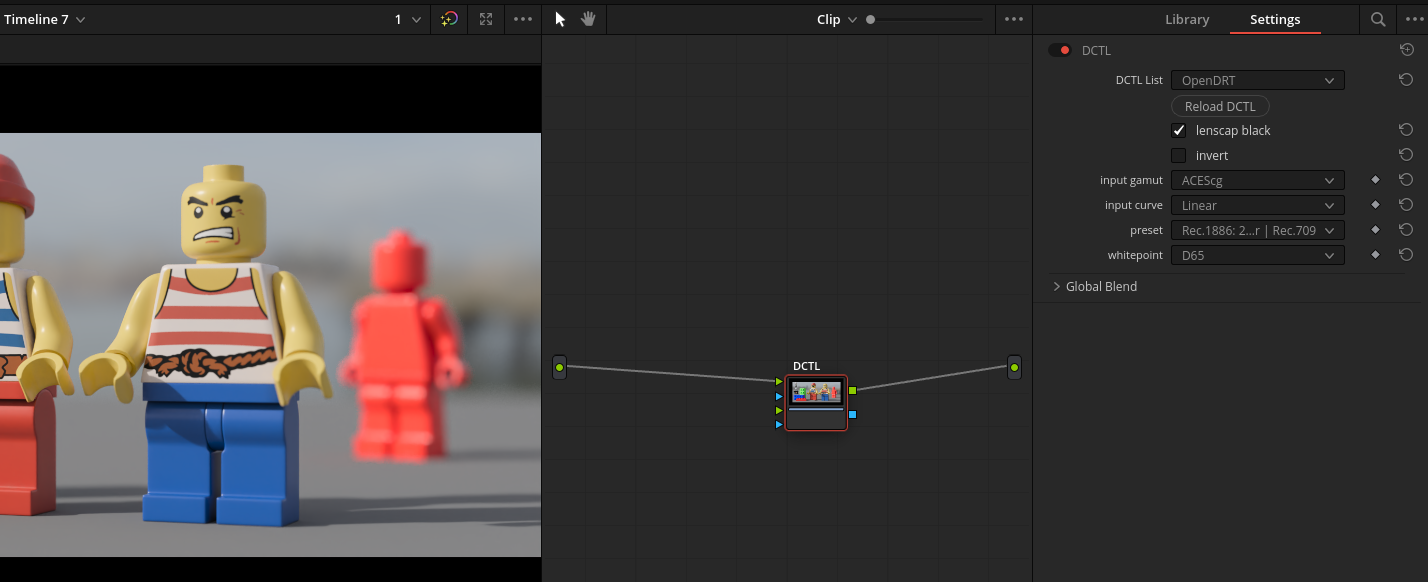 Timeline 7
1
Clip
Library
Settings
DCTL
DCTL List
OpenDRT
Reload DCTL
lenscap black
invert
input gamut
ACEScg
input curve
Linear
preset
Rec.1886: 2...r | Rec.709
whitepoint
D65
Global Blend
DCTL